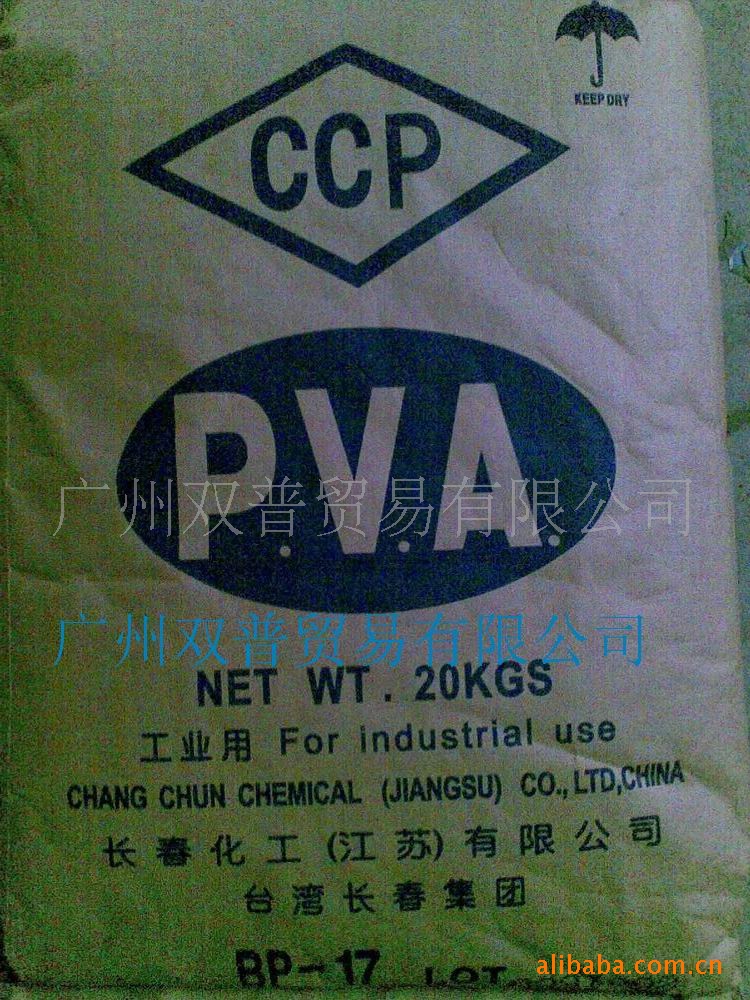 KEEP DRY
CCP
P.V.A.
广州双普贸易有限公司
广州双普贸易有限公司
NET WT. 20KGS
工业用 For industrial use
CHANG CHUN CHEMICAL (JIANGSU) CO., LTD, CHINA
长春化工(江苏)有限公司
台湾长春集团
BP-17 LOT
alibaba.com.cn